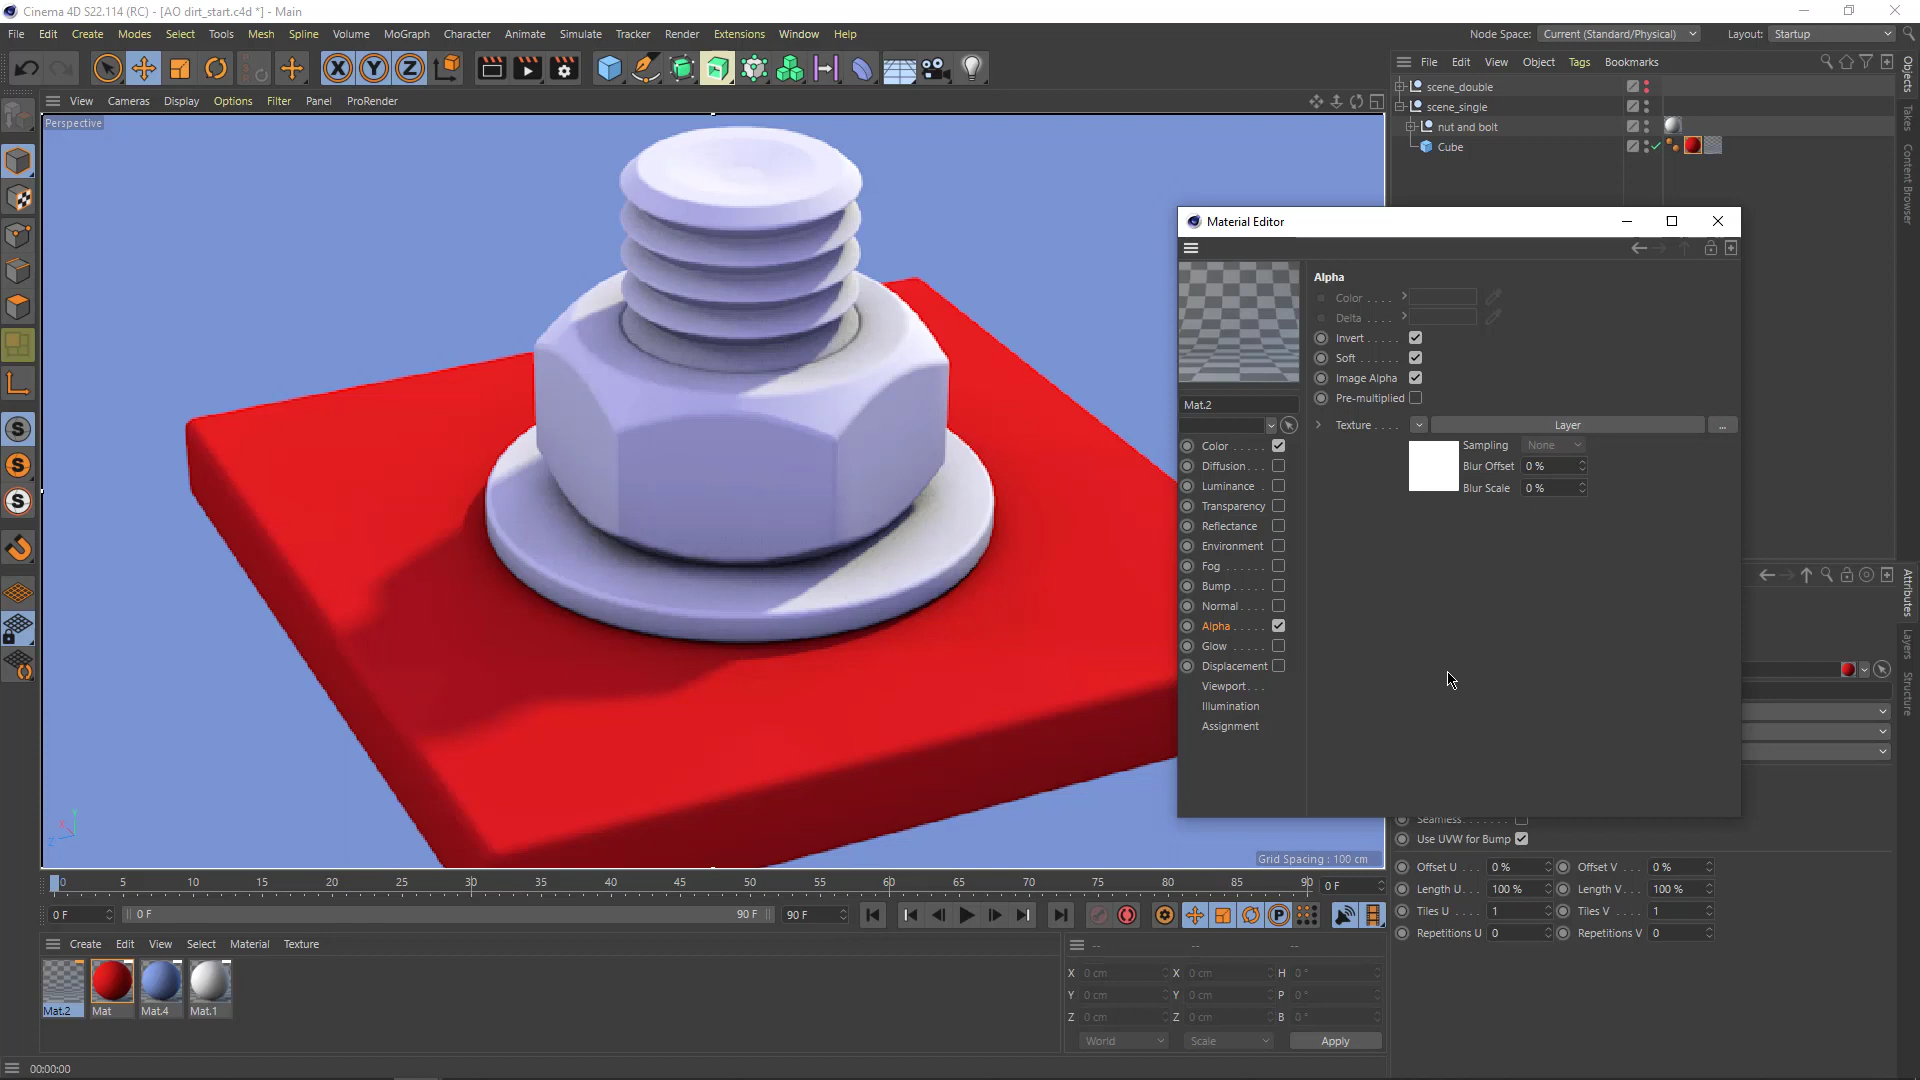 Cinema 4D S22.114 (RC) - [AO dirt_start.c4d *] - Main
File Edit Create Modes Select Tools Mesh Spline Volume MoGraph Character Animate Simulate Tracker Render Extensions Window Help
Node Space: Current (Standard/Physical) Layout: Startup
View Cameras Display Options Filter Panel ProRender
File Edit View Object Tags Bookmarks
Perspective
scene_double
scene_single
nut and bolt
Cube
Objects
Takes
Content Browser
Attributes
Layers
Structure
Material Editor
Mat.2
Color . . . . .
Diffusion . . .
Luminance .
Transparency
Reflectance
Environment
Fog . . . . . .
Bump . . . . .
Normal . . . .
Alpha . . . . .
Glow . . . . .
Displacement
Viewport . . .
Illumination
Assignment
Alpha
Color . . . .
Delta . . . .
Invert . . . . .
Soft . . . . . .
Image Alpha
Pre-multiplied
Texture . . . . Layer ...
Sampling None
Blur Offset 0 %
Blur Scale 0 %
Seamless . . . . . . .
Use UVW for Bump
Offset U . . . 0 % Offset V . . . 0 %
Length U . . . 100 % Length V . . . 100 %
Tiles U . . . . 1 Tiles V . . . . 1
Repetitions U 0 Repetitions V 0
Grid Spacing : 100 cm
0 5 10 15 20 25 30 35 40 45 50 55 60 65 70 75 80 85 90 0 F
0 F 0 F 90 F 90 F
Create Edit View Select Material Texture
Mat.2 Mat Mat.4 Mat.1
-- -- --
X 0 cm X 0 cm H 0 °
Y 0 cm Y 0 cm P 0 °
Z 0 cm Z 0 cm B 0 °
World Scale Apply
00:00:00